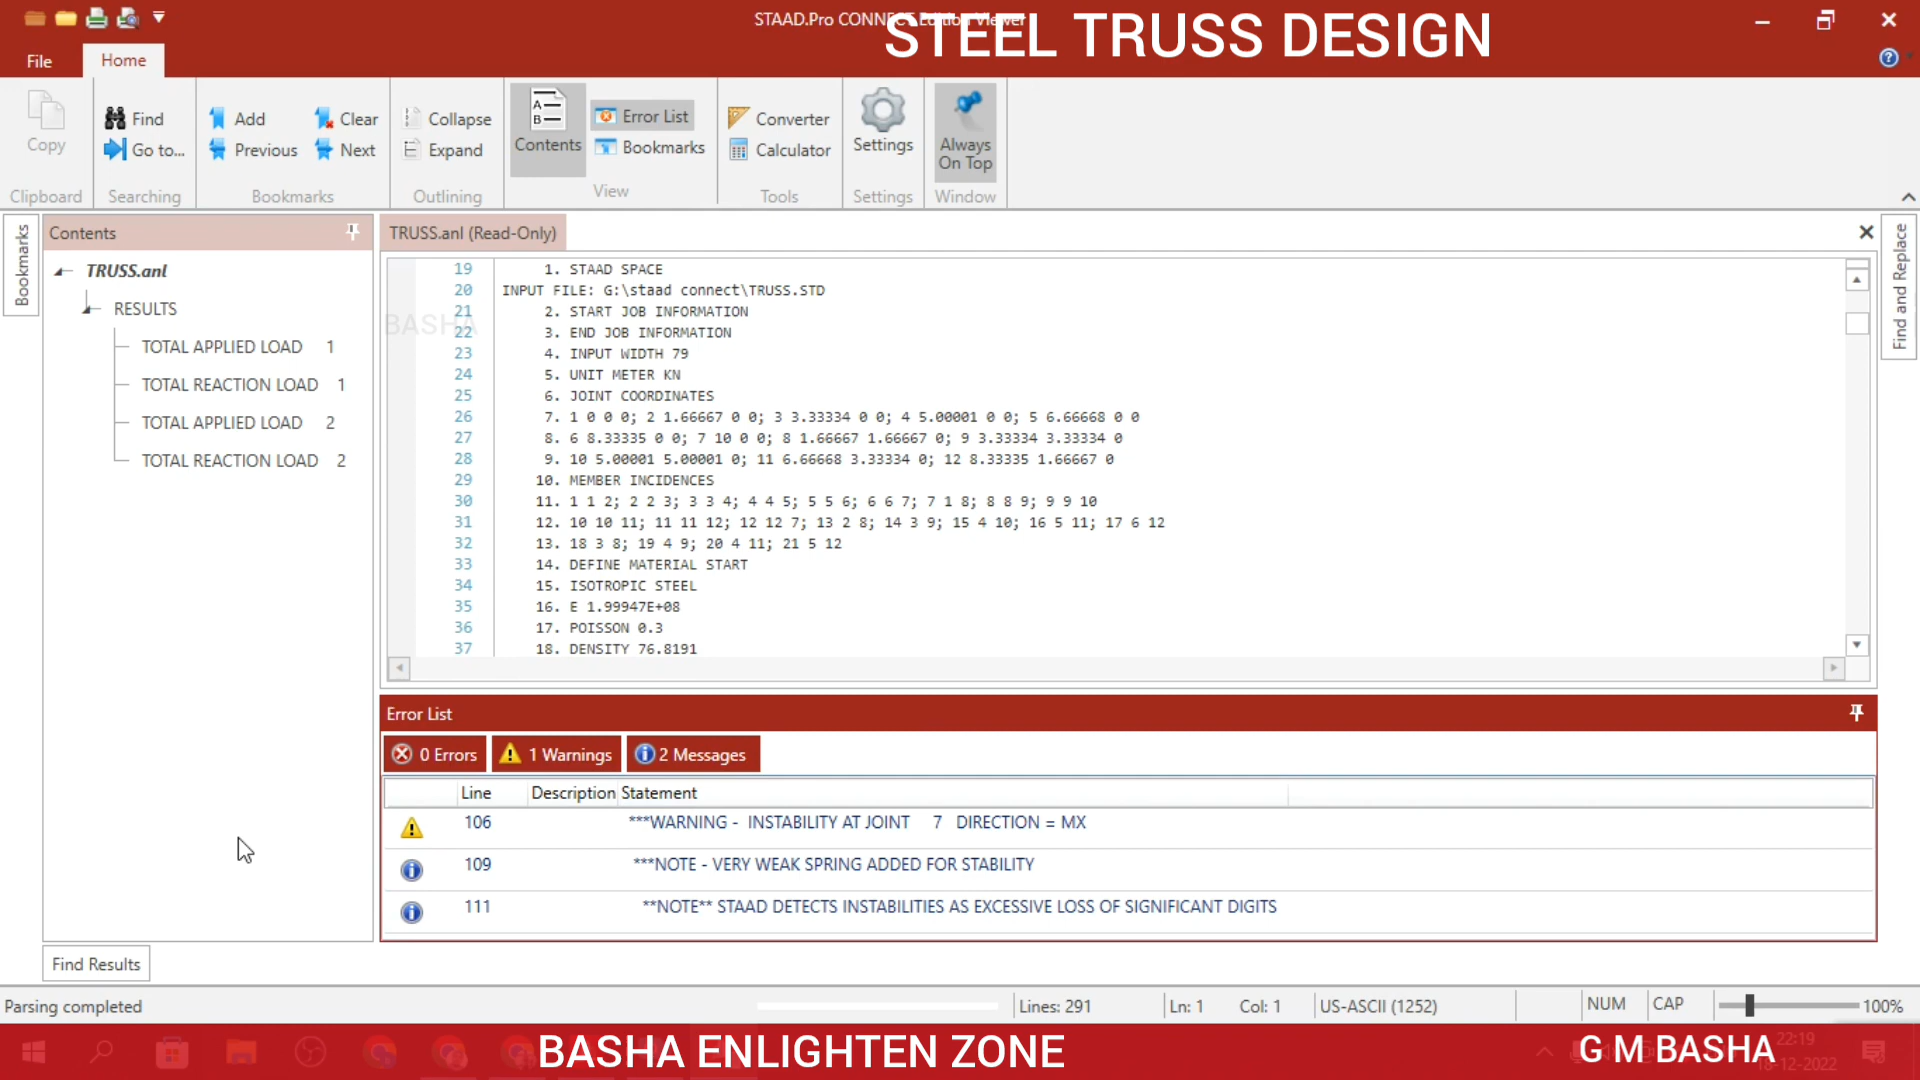 STAAD.Pro CONNECT Edition Viewer
STEEL TRUSS DESIGN
File
Home
Copy
Clipboard
Find
Go to...
Searching
Add
Clear
Previous
Next
Bookmarks
Collapse
Expand
Outlining
Contents
Error List
Bookmarks
View
Converter
Calculator
Tools
Settings
Settings
Always
On Top
Window
Bookmarks
Contents
TRUSS.anl
RESULTS
TOTAL APPLIED LOAD 1
TOTAL REACTION LOAD 1
TOTAL APPLIED LOAD 2
TOTAL REACTION LOAD 2
TRUSS.anl (Read-Only)
Find and Replace
BASHA
19 1. STAAD SPACE
20 INPUT FILE: G:\staad connect\TRUSS.STD
21 2. START JOB INFORMATION
22 3. END JOB INFORMATION
23 4. INPUT WIDTH 79
24 5. UNIT METER KN
25 6. JOINT COORDINATES
26 7. 1 0 0 0; 2 1.66667 0 0; 3 3.33334 0 0; 4 5.00001 0 0; 5 6.66668 0 0
27 8. 6 8.33335 0 0; 7 10 0 0; 8 1.66667 1.66667 0; 9 3.33334 3.33334 0
28 9. 10 5.00001 5.00001 0; 11 6.66668 3.33334 0; 12 8.33335 1.66667 0
29 10. MEMBER INCIDENCES
30 11. 1 1 2; 2 2 3; 3 3 4; 4 4 5; 5 5 6; 6 6 7; 7 1 8; 8 8 9; 9 9 10
31 12. 10 10 11; 11 11 12; 12 12 7; 13 2 8; 14 3 9; 15 4 10; 16 5 11; 17 6 12
32 13. 18 3 8; 19 4 9; 20 4 11; 21 5 12
33 14. DEFINE MATERIAL START
34 15. ISOTROPIC STEEL
35 16. E 1.99947E+08
36 17. POISSON 0.3
37 18. DENSITY 76.8191
Error List
0 Errors
1 Warnings
2 Messages
Line Description Statement
106 ***WARNING - INSTABILITY AT JOINT 7 DIRECTION = MX
109 ***NOTE - VERY WEAK SPRING ADDED FOR STABILITY
111 **NOTE** STAAD DETECTS INSTABILITIES AS EXCESSIVE LOSS OF SIGNIFICANT DIGITS
Find Results
Parsing completed
Lines: 291
Ln: 1
Col: 1
US-ASCII (1252)
NUM
CAP
100%
BASHA ENLIGHTEN ZONE
G M BASHA
22:19
18-12-2022